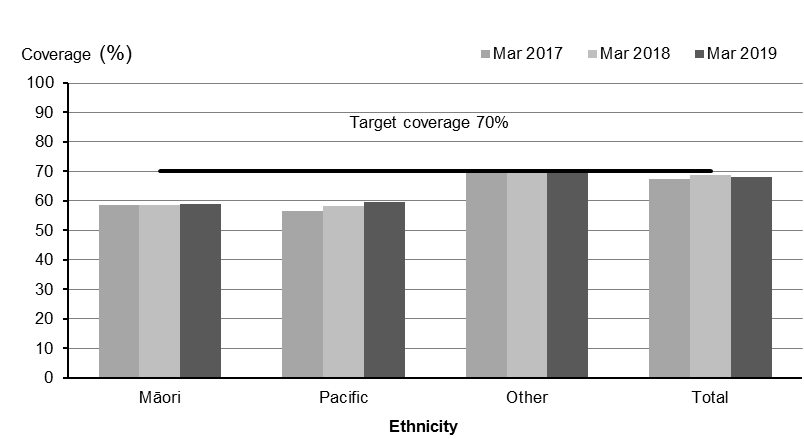 Coverage (%)
Mar 2017 Mar 2018 Mar 2019
100
90
Target coverage 70%
80
70
60
50
40
30
20
10
0
Māori Pacific Other Total
Ethnicity